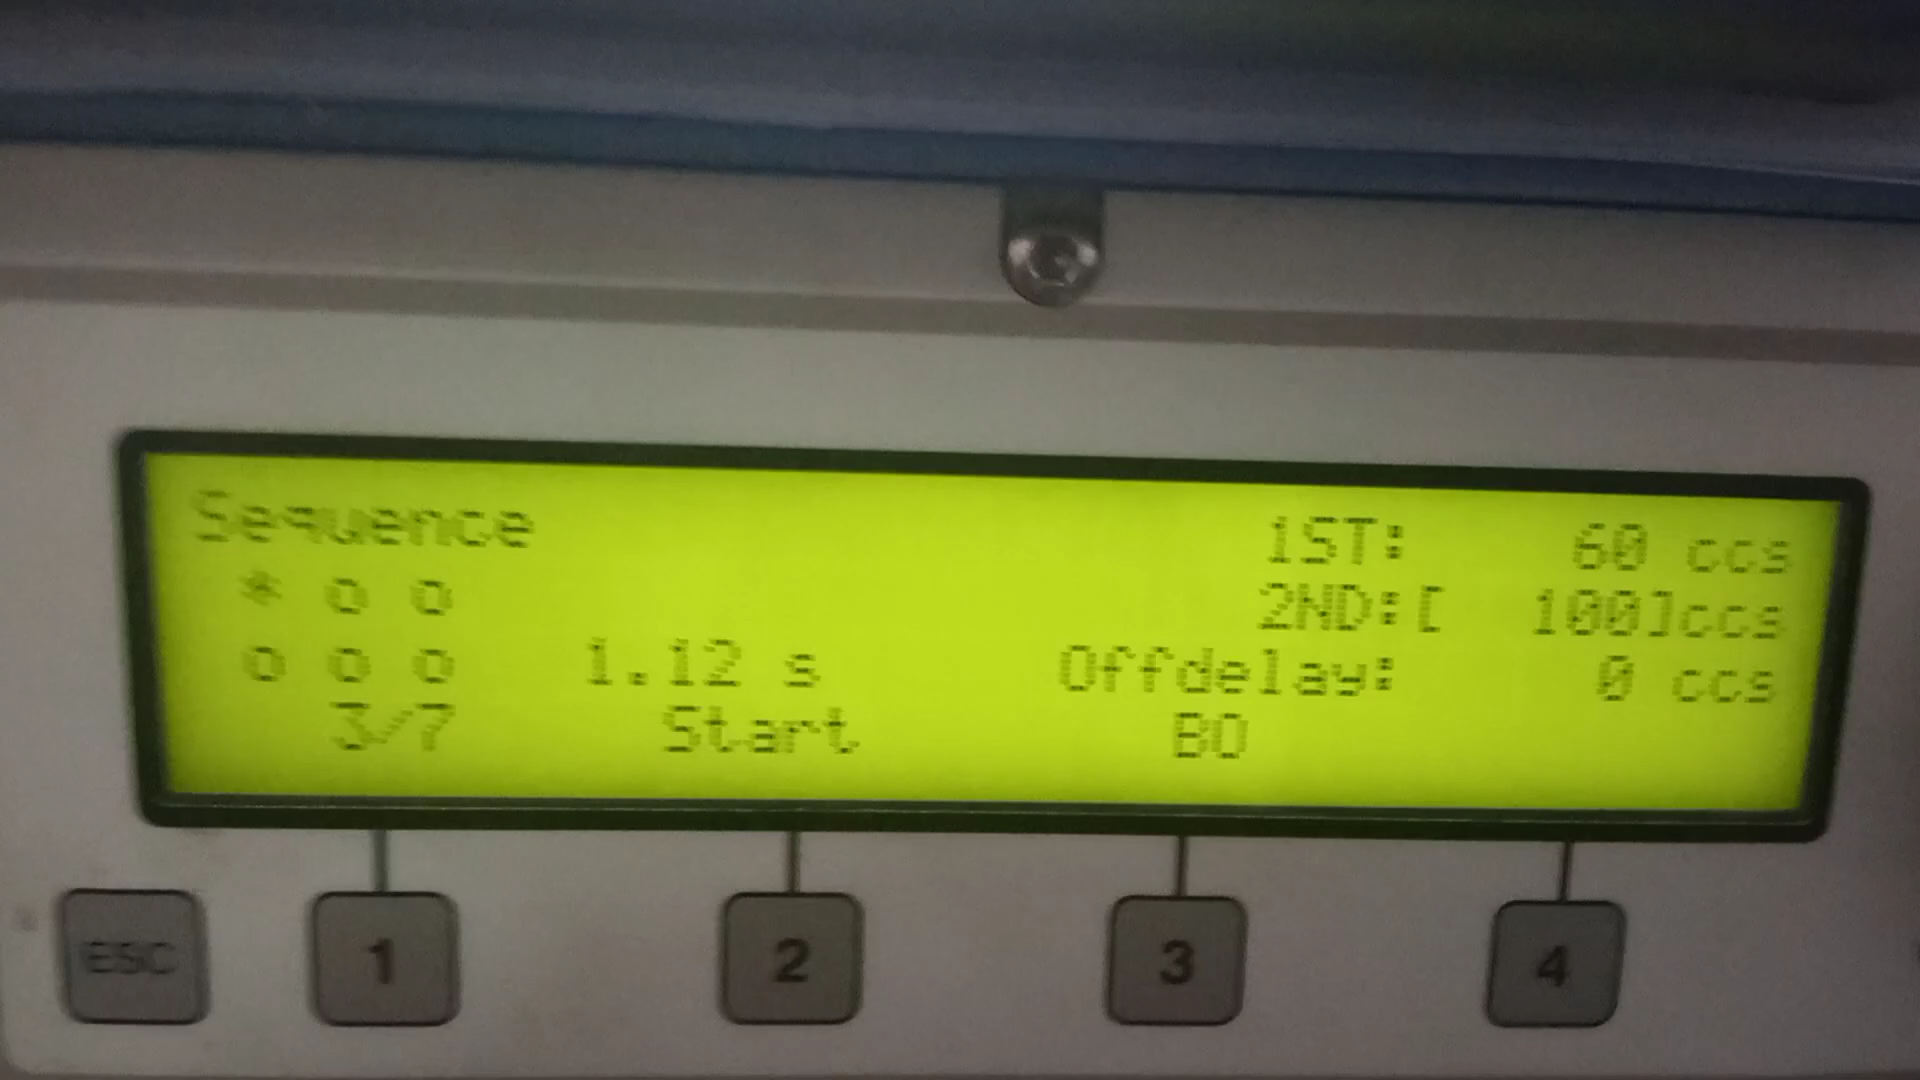 Sequence 1ST: 60 ccs
* o o 2ND:[ 100]ccs
o o o 1.12 s Offdelay: 0 ccs
3/7 Start BO
ESC 1 2 3 4